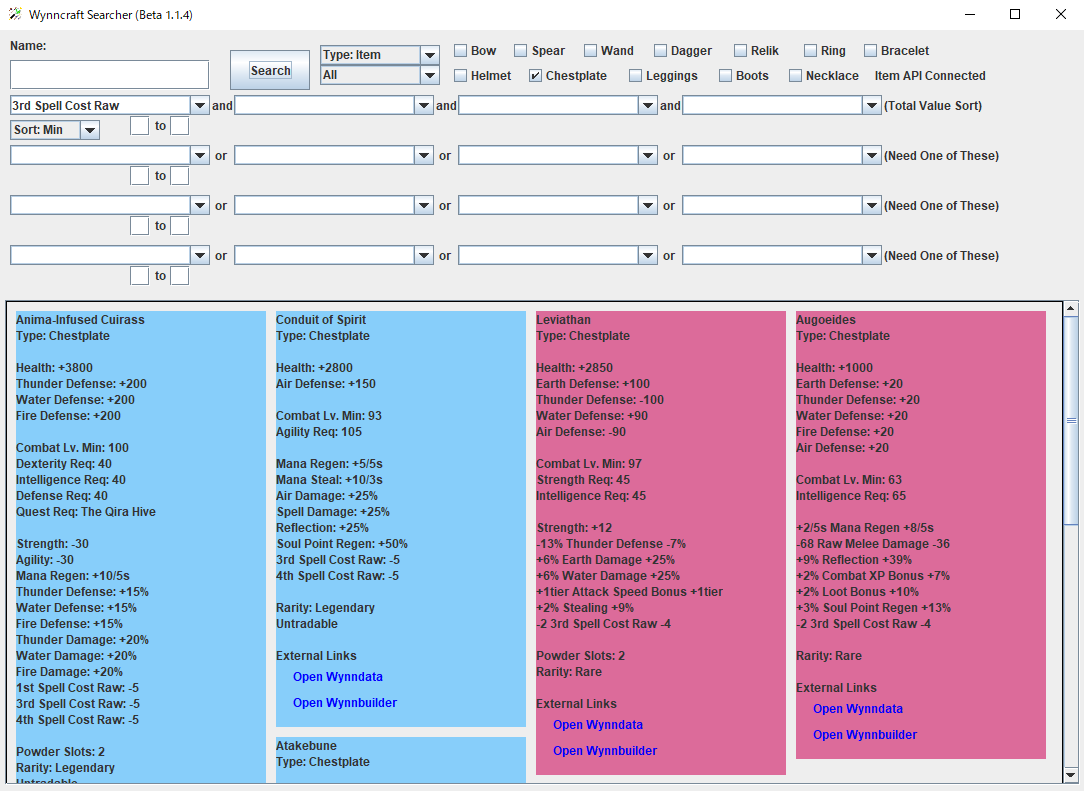 Wynncraft Searcher (Beta 1.1.4)
Name:
Search
Type: Item
All
Bow
Spear
Wand
Dagger
Relik
Ring
Bracelet
Helmet
Chestplate
Leggings
Boots
Necklace
Item API Connected
3rd Spell Cost Raw and and and (Total Value Sort)
Sort: Min
to
or or or (Need One of These)
to
or or or (Need One of These)
to
or or or (Need One of These)
to
Anima-Infused Cuirass
Type: Chestplate
Health: +3800
Thunder Defense: +200
Water Defense: +200
Fire Defense: +200
Combat Lv. Min: 100
Dexterity Req: 40
Intelligence Req: 40
Defense Req: 40
Quest Req: The Qira Hive
Strength: -30
Agility: -30
Mana Regen: +10/5s
Thunder Defense: +15%
Water Defense: +15%
Fire Defense: +15%
Thunder Damage: +20%
Water Damage: +20%
Fire Damage: +20%
1st Spell Cost Raw: -5
3rd Spell Cost Raw: -5
4th Spell Cost Raw: -5
Powder Slots: 2
Rarity: Legendary
Untradable
Conduit of Spirit
Type: Chestplate
Health: +2800
Air Defense: +150
Combat Lv. Min: 93
Agility Req: 105
Mana Regen: +5/5s
Mana Steal: +10/3s
Air Damage: +25%
Spell Damage: +25%
Reflection: +25%
Soul Point Regen: +50%
3rd Spell Cost Raw: -5
4th Spell Cost Raw: -5
Rarity: Legendary
Untradable
External Links
Open Wynndata
Open Wynnbuilder
Atakebune
Type: Chestplate
Leviathan
Type: Chestplate
Health: +2850
Earth Defense: +100
Thunder Defense: -100
Water Defense: +90
Air Defense: -90
Combat Lv. Min: 97
Strength Req: 45
Intelligence Req: 45
Strength: +12
-13% Thunder Defense -7%
+6% Earth Damage +25%
+6% Water Damage +25%
+1tier Attack Speed Bonus +1tier
+2% Stealing +9%
-2 3rd Spell Cost Raw -4
Powder Slots: 2
Rarity: Rare
External Links
Open Wynndata
Open Wynnbuilder
Augoeides
Type: Chestplate
Health: +1000
Earth Defense: +20
Thunder Defense: +20
Water Defense: +20
Fire Defense: +20
Air Defense: +20
Combat Lv. Min: 63
Intelligence Req: 65
+2/5s Mana Regen +8/5s
-68 Raw Melee Damage -36
+9% Reflection +39%
+2% Combat XP Bonus +7%
+2% Loot Bonus +10%
+3% Soul Point Regen +13%
-2 3rd Spell Cost Raw -4
Rarity: Rare
External Links
Open Wynndata
Open Wynnbuilder